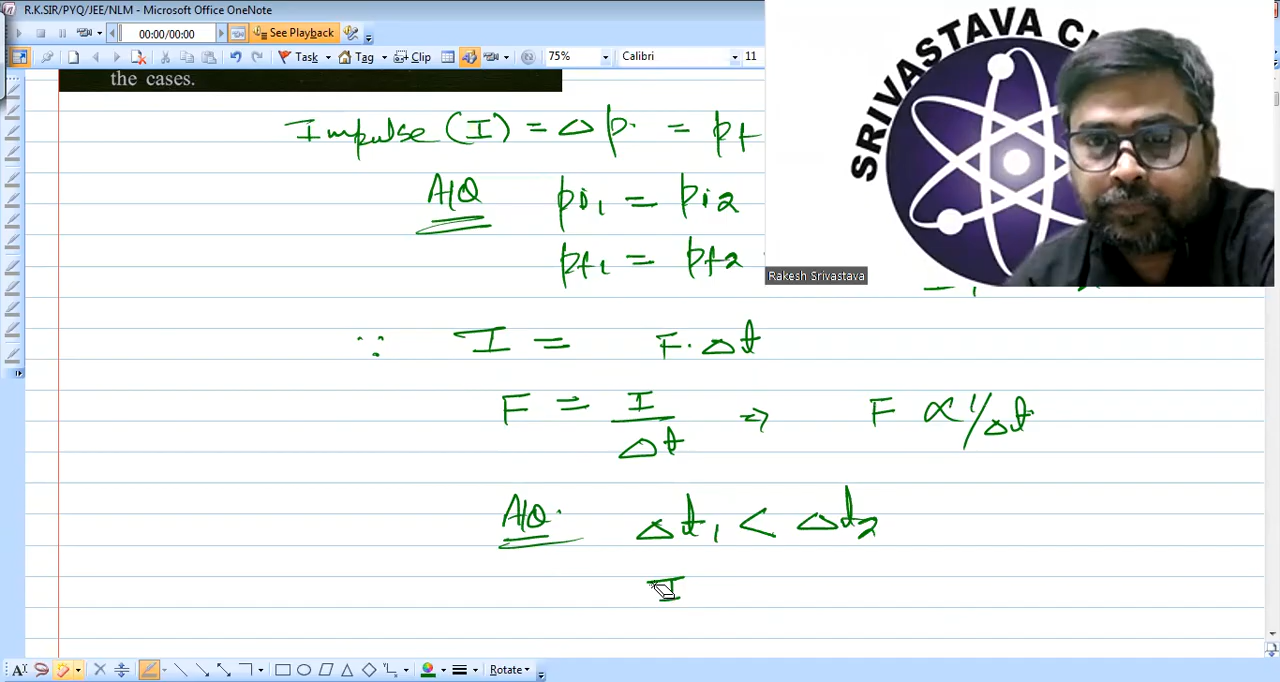 R.K.SIR/PYQ/JEE/NLM - Microsoft Office OneNote
00:00/00:00 See Playback
Task Tag Clip 75% Calibri 11
SRIVASTAVA C
the cases.
Impulse (I) = Δp = pf
A/Q pi1 = pi2
pf1 = pf2
Rakesh Srivastava
∵ I = F. Δt
F = I/Δt ⇒ F ∝ 1/Δt
A/Q. Δt1 < Δt2
I
Rotate